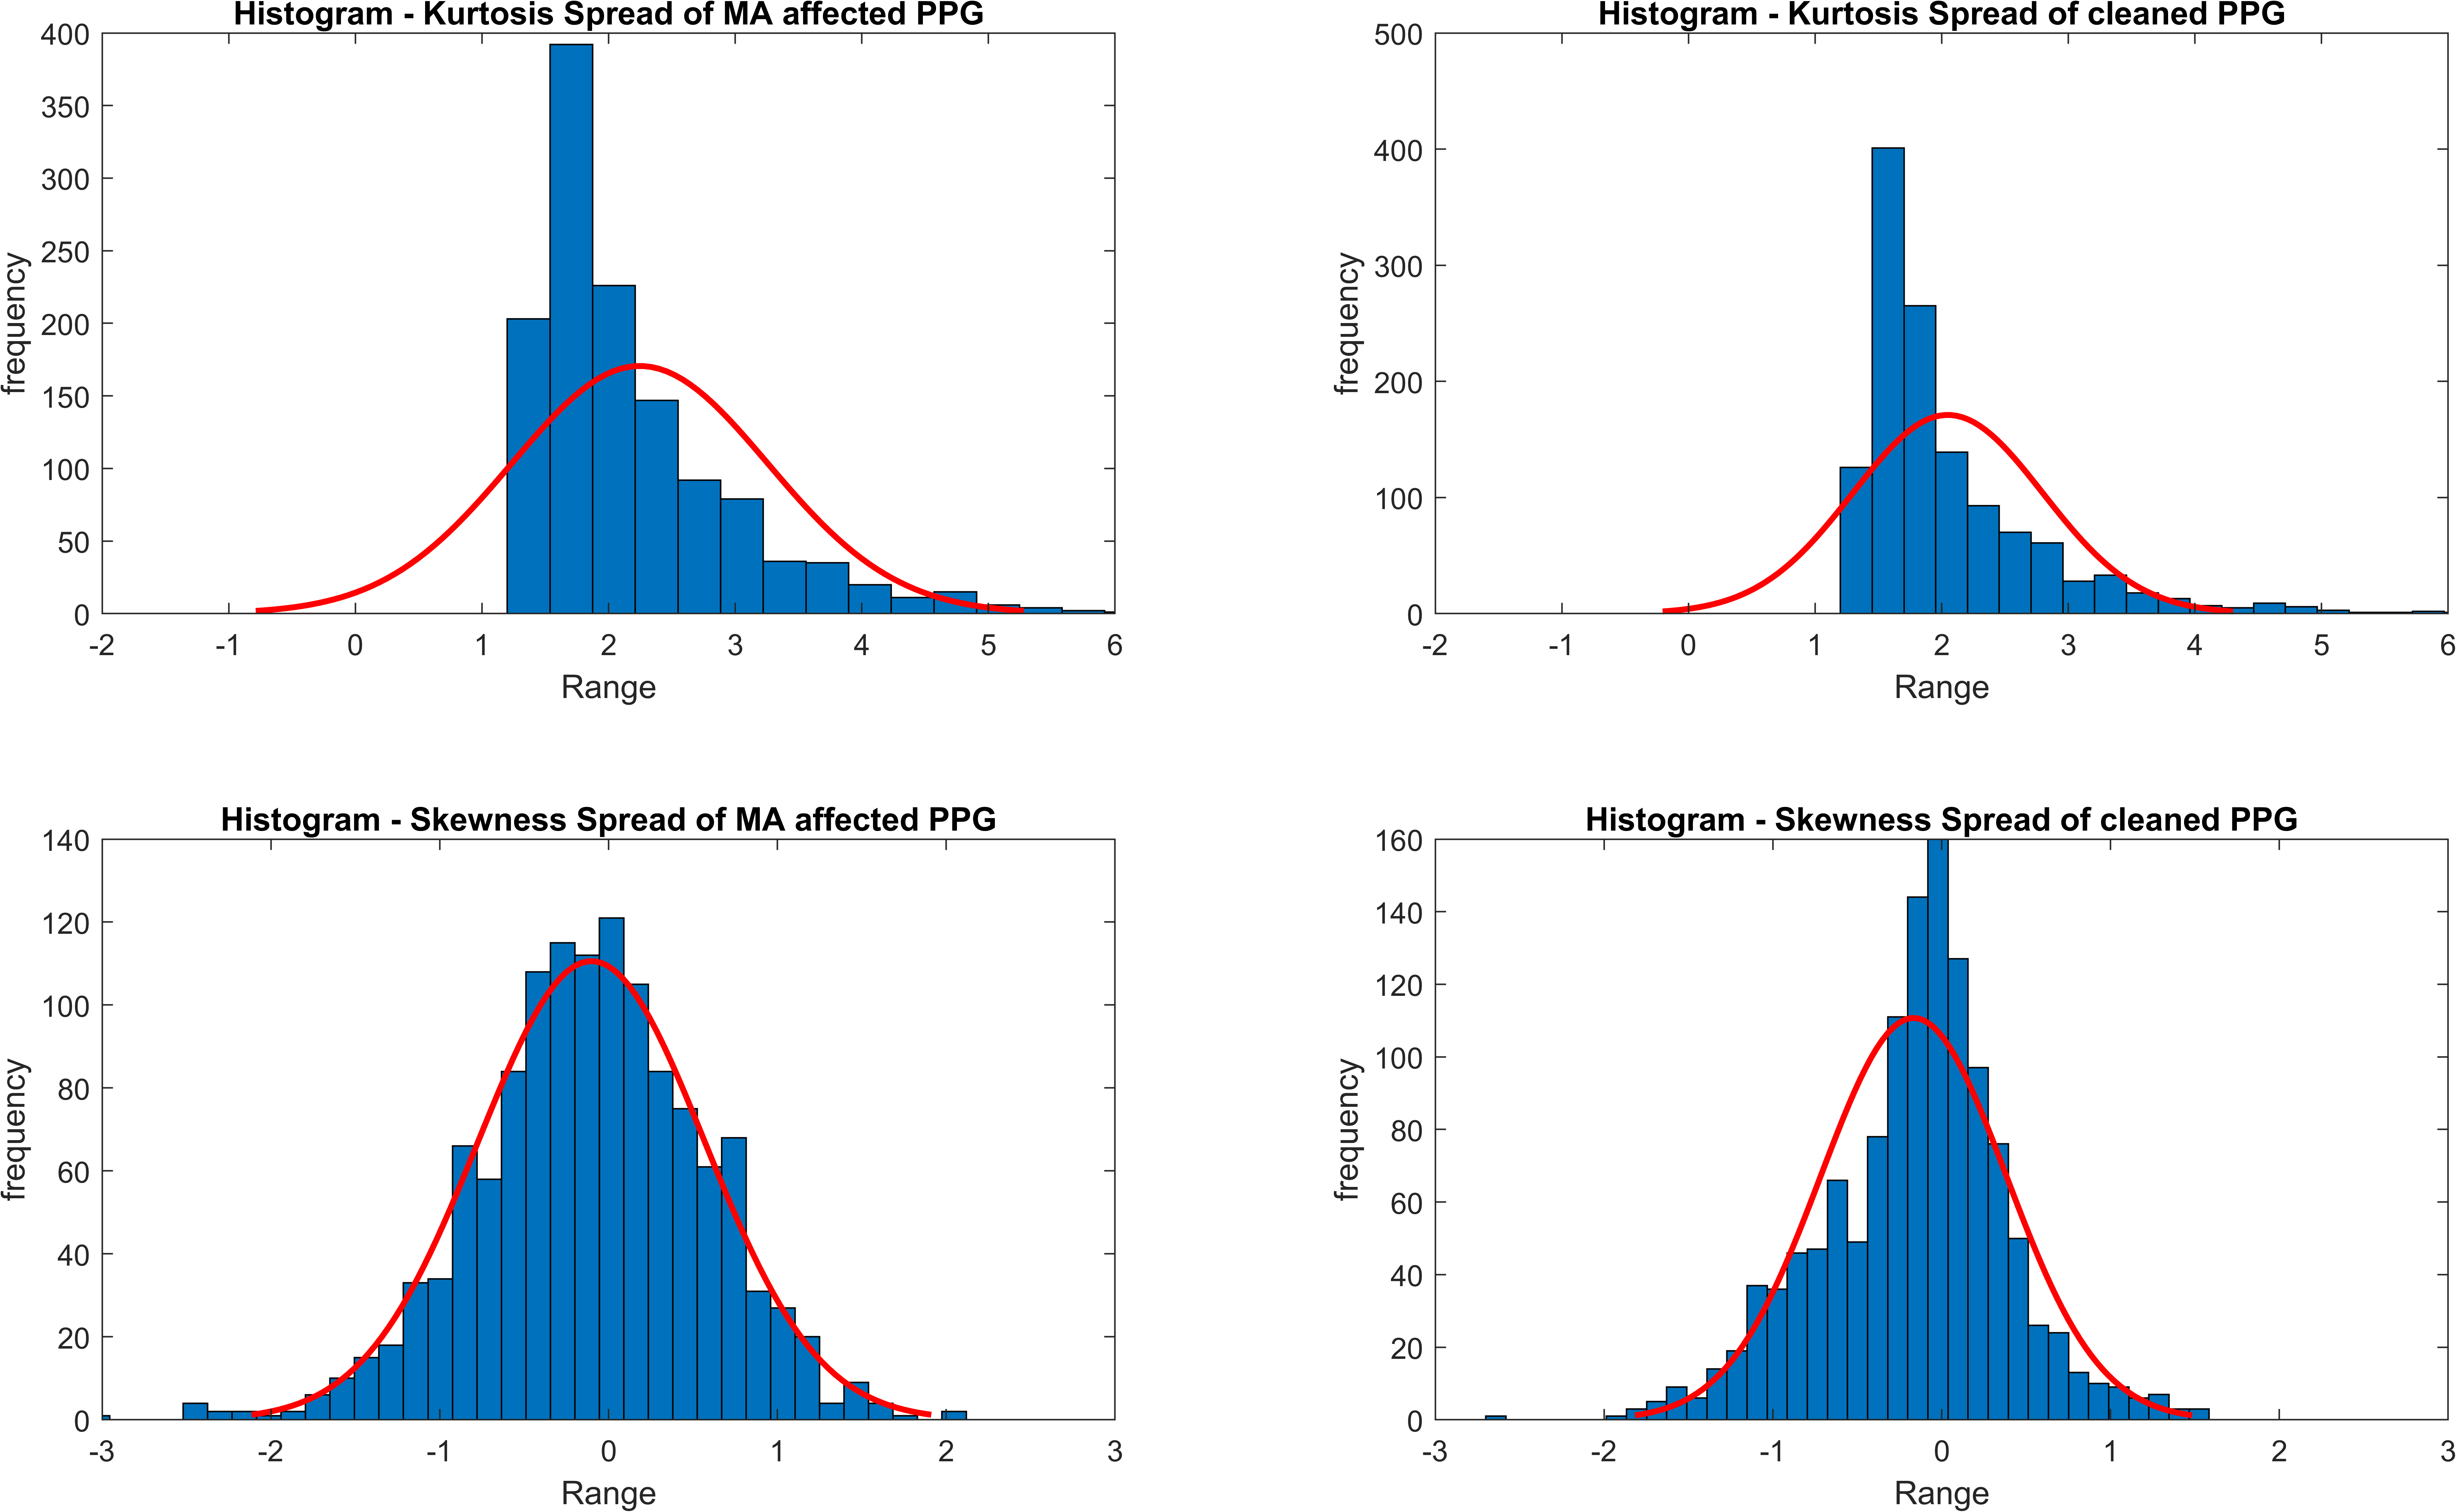 Histogram - Kurtosis Spread of MA affected PPG
400
350
300
250
200
150
100
50
0
frequency
-2 -1 0 1 2 3 4 5 6
Range
Histogram - Kurtosis Spread of cleaned PPG
500
400
300
200
100
0
frequency
-2 -1 0 1 2 3 4 5 6
Range
Histogram - Skewness Spread of MA affected PPG
140
120
100
80
60
40
20
0
frequency
-3 -2 -1 0 1 2 3
Range
Histogram - Skewness Spread of cleaned PPG
160
140
120
100
80
60
40
20
0
frequency
-3 -2 -1 0 1 2 3
Range